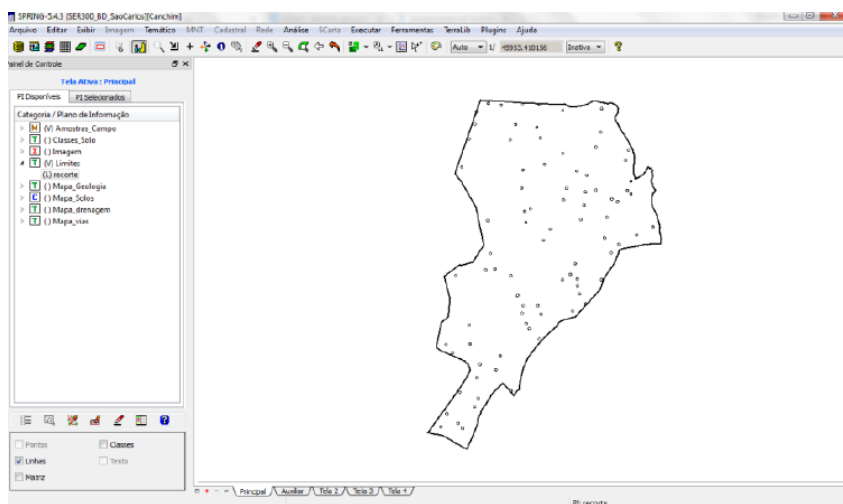 SPRING-5.4.3 [SER300_BD_SaoCarlos][Canchim]
Arquivo Editar Exibir Imagem Temático MNT Cadastral Rede Análise SCarta Executar Ferramentas TerraLib Plugins Ajuda
Auto 1/ Inativa
Painel de Controle
Tela Ativa : Principal
PI Disponíveis PI Selecionados
Categoria / Plano de Informação
M (V) Amostras_Campo
T ( ) Classes_Solo
I ( ) Imagem
T (V) Limites
(L) recorte
T ( ) Mapa_Geologia
C ( ) Mapa_Solos
T ( ) Mapa_drenagem
T ( ) Mapa_vias
Pontos Classes
Linhas Texto
Matriz
Principal Auxiliar Tela 2 Tela 3 Tela 4
PI: recorte